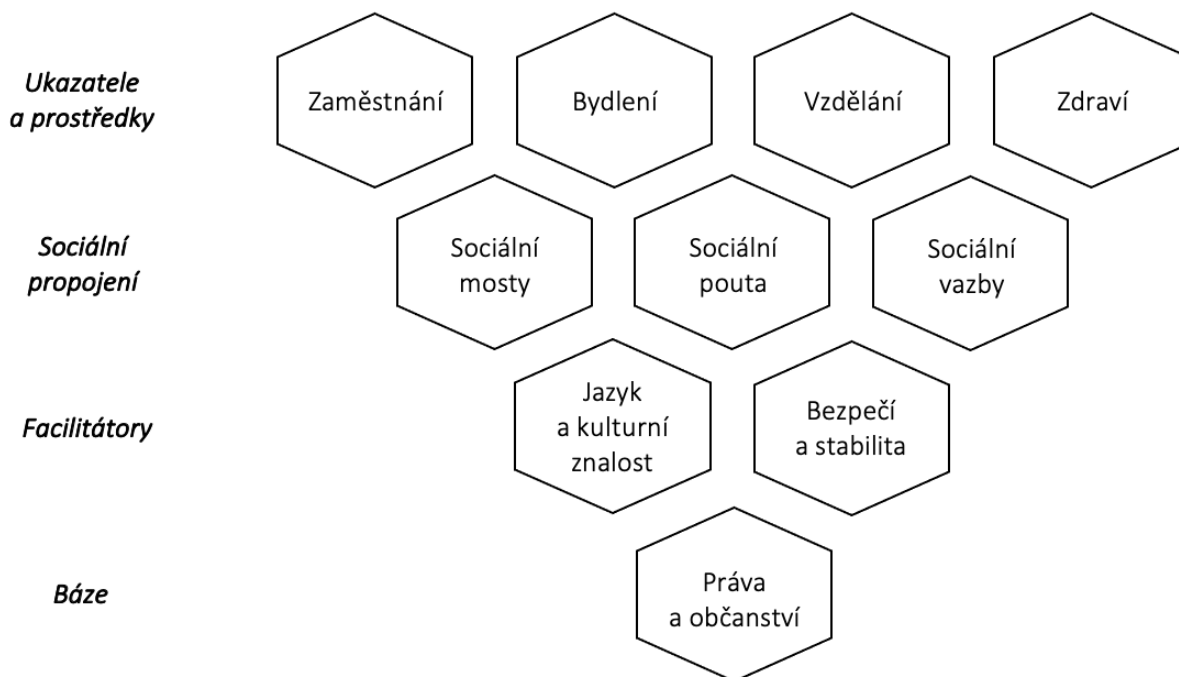 Ukazatele
a prostředky
Zaměstnání
Bydlení
Vzdělání
Zdraví
Sociální
propojení
Sociální
mosty
Sociální
pouta
Sociální
vazby
Facilitátory
Jazyk
a kulturní
znalost
Bezpečí
a stabilita
Báze
Práva
a občanství